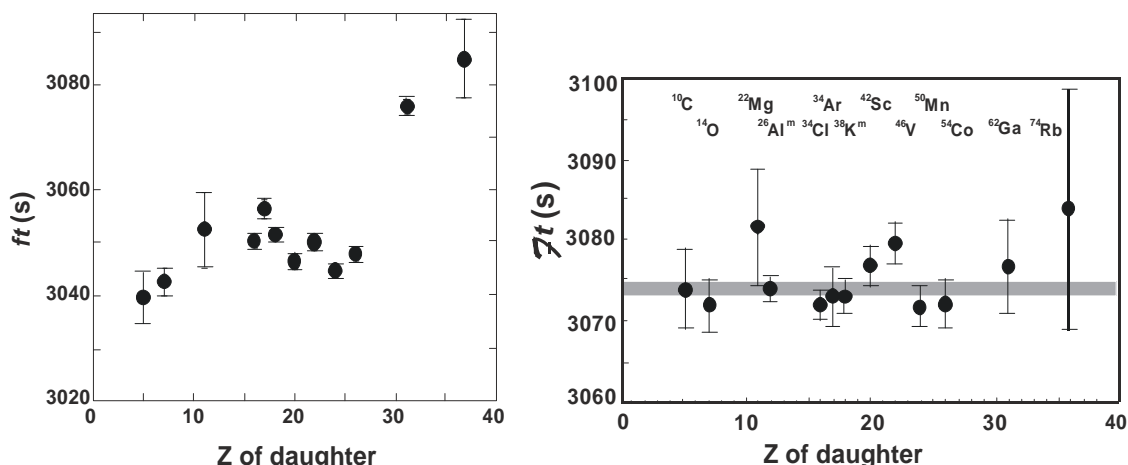 ft (s)
3080
3060
3040
3020
0 10 20 30 40
Z of daughter
ℱt (s)
3100
3090
3080
3070
3060
¹⁰C ²²Mg ³⁴Ar ⁴²Sc ⁵⁰Mn
¹⁴O ²⁶Alᵐ ³⁴Cl ³⁸Kᵐ ⁴⁶V ⁵⁴Co ⁶²Ga ⁷⁴Rb
0 10 20 30 40
Z of daughter